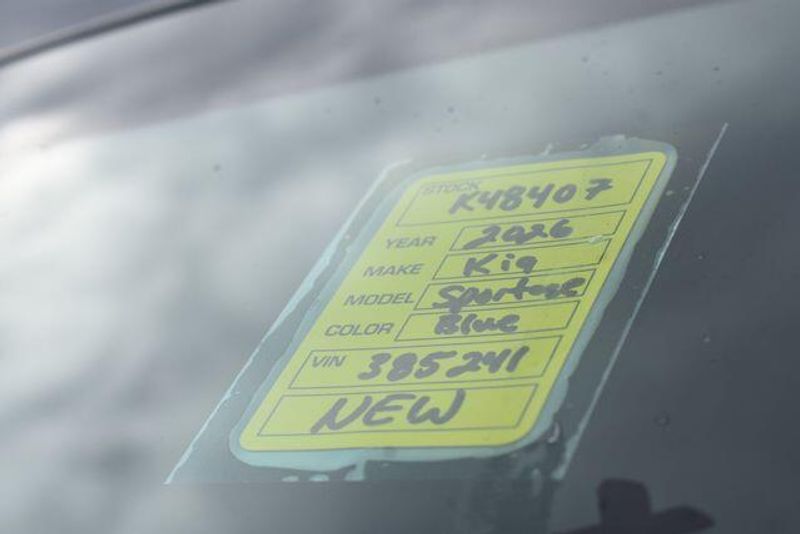 STOCK K48407
YEAR 2026
MAKE Kia
MODEL Sportage
COLOR Blue
VIN 385241
NEW